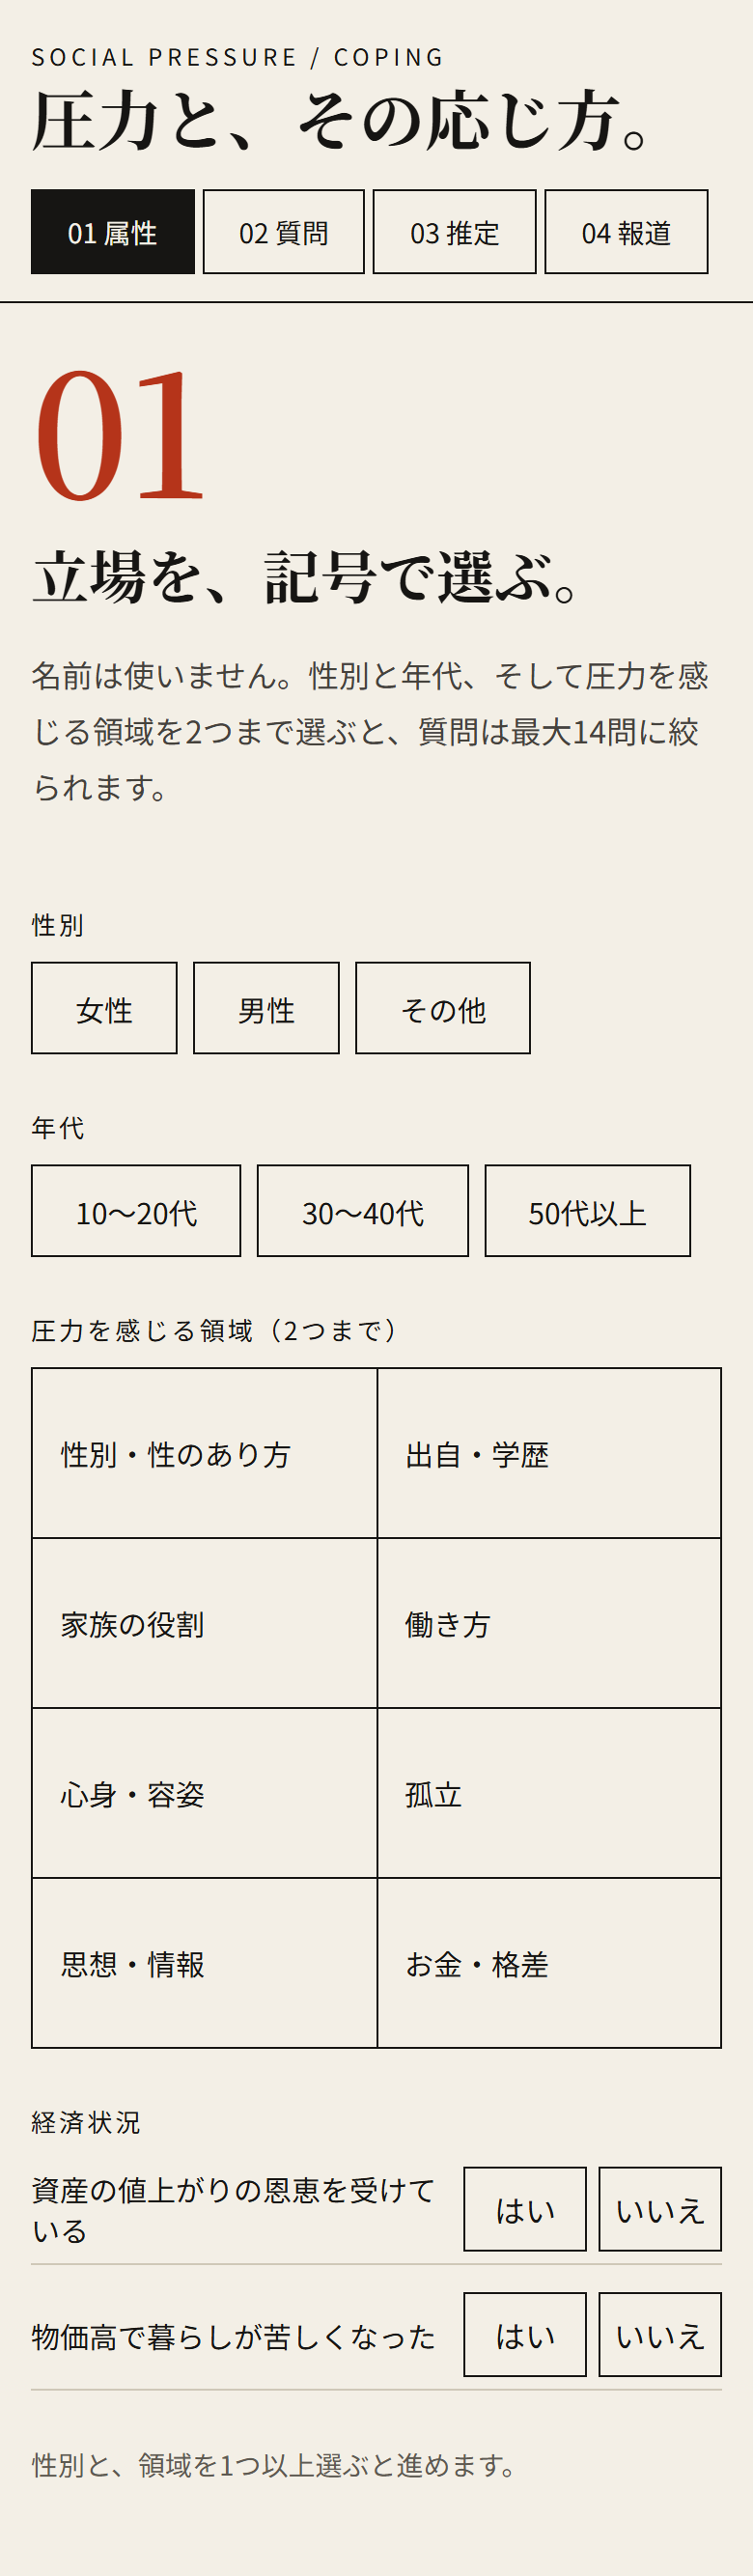 SOCIAL PRESSURE / COPING
圧力と、その応じ方。
01 属性
02 質問
03 推定
04 報道
01
立場を、記号で選ぶ。
名前は使いません。性別と年代、そして圧力を感
じる領域を2つまで選ぶと、質問は最大14問に絞
られます。
性別
女性
男性
その他
年代
10〜20代
30〜40代
50代以上
圧力を感じる領域（2つまで）
性別・性のあり方
出自・学歴
家族の役割
働き方
心身・容姿
孤立
思想・情報
お金・格差
経済状況
資産の値上がりの恩恵を受けて
いる
はい
いいえ
物価高で暮らしが苦しくなった
はい
いいえ
性別と、領域を1つ以上選ぶと進めます。